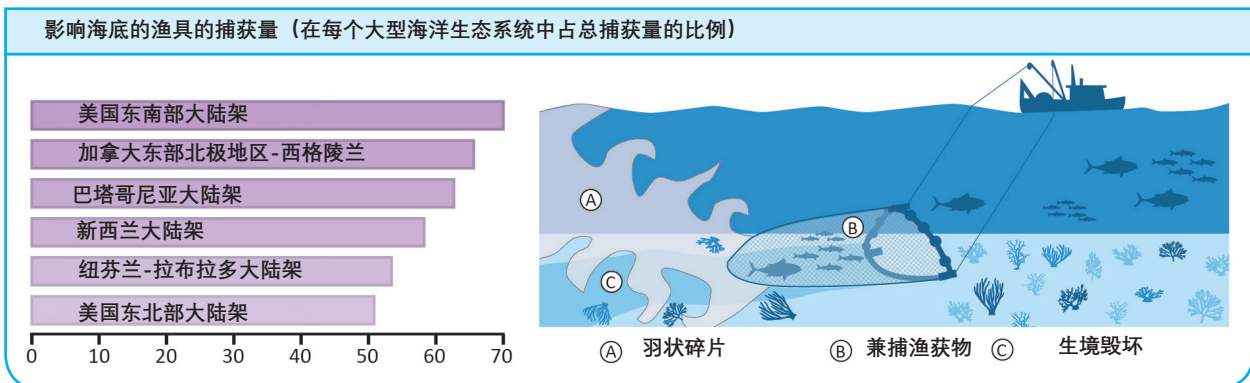 影响海底的渔具的捕获量（在每个大型海洋生态系统中占总捕获量的比例）
美国东南部大陆架
加拿大东部北极地区-西格陵兰
巴塔哥尼亚大陆架
新西兰大陆架
纽芬兰-拉布拉多大陆架
美国东北部大陆架
0 10 20 30 40 50 60 70
A
B
C
A 羽状碎片 B 兼捕渔获物 C 生境毁坏